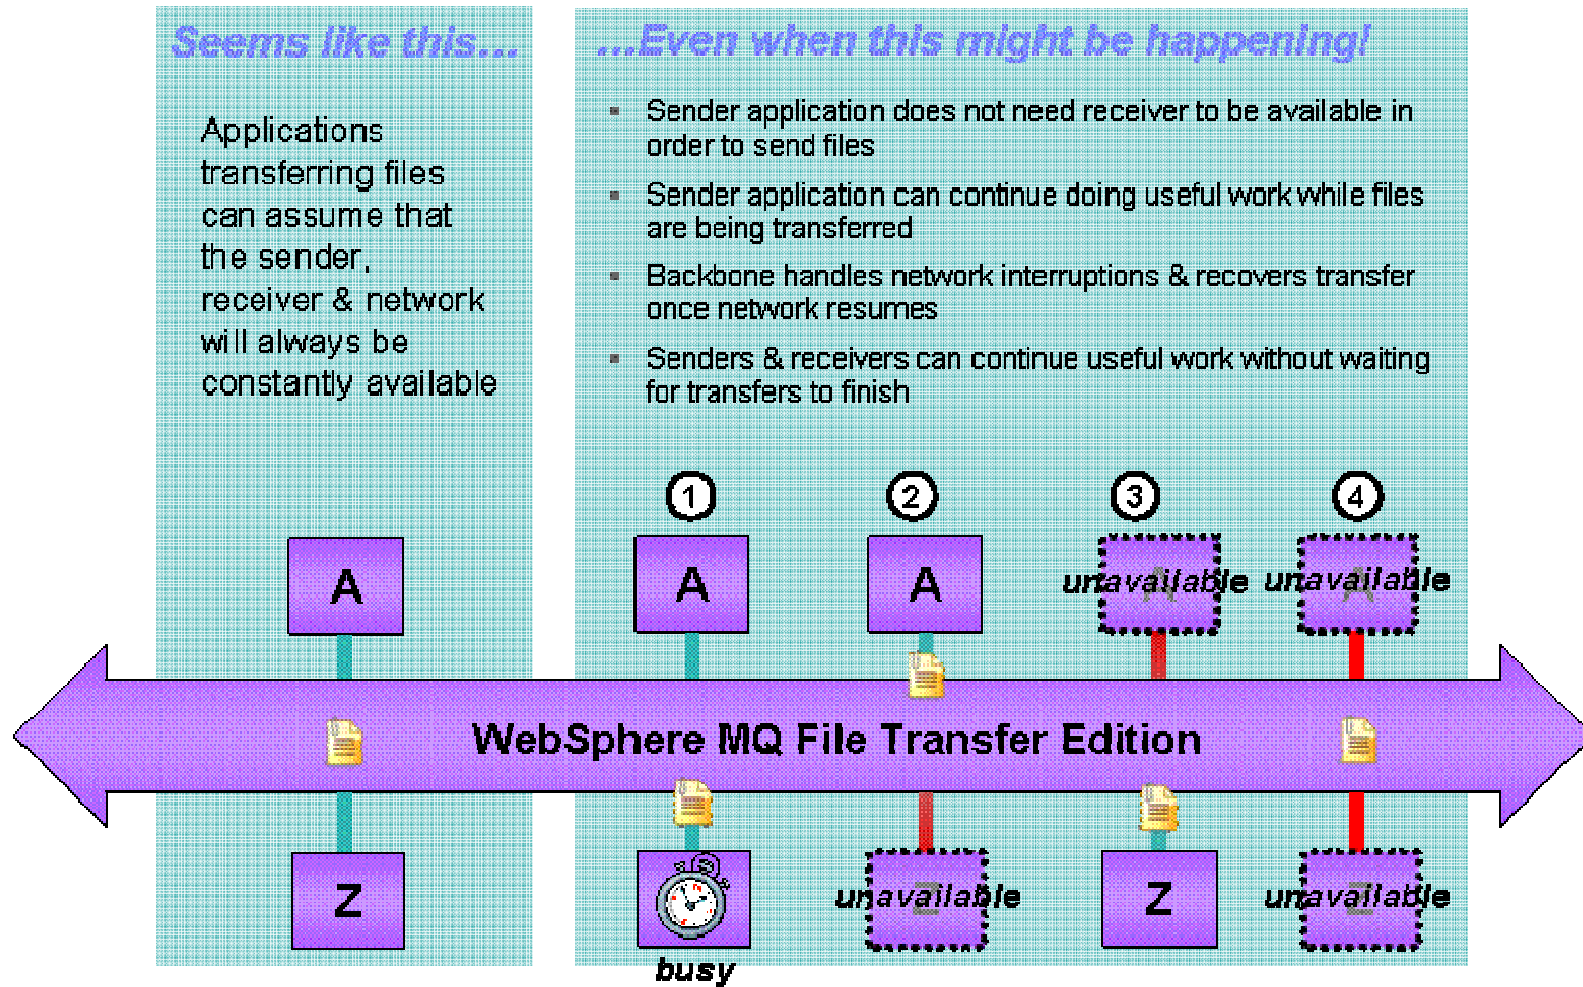 Seems like this...
Applications
transferring files
can assume that
the sender,
receiver & network
will always be
constantly available
...Even when this might be happening!
Sender application does not need receiver to be available in
order to send files
Sender application can continue doing useful work while files
are being transferred
Backbone handles network interruptions & recovers transfer
once network resumes
Senders & receivers can continue useful work without waiting
for transfers to finish
1 2 3 4
A A A A unavailable A unavailable
WebSphere MQ File Transfer Edition
Z Z unavailable Z Z unavailable
busy